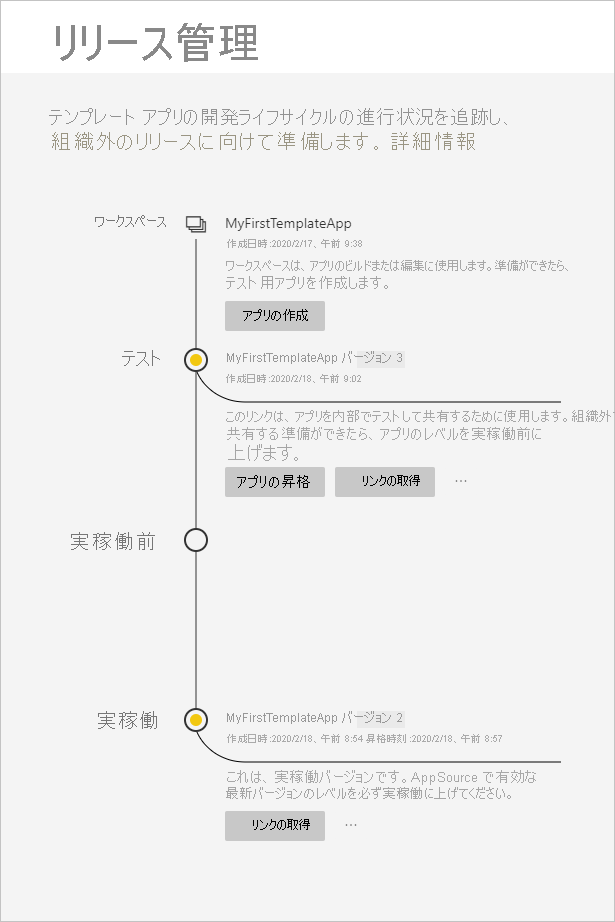 リリース管理
テンプレート アプリの開発ライフサイクルの進行状況を追跡し、
組織外のリリースに向けて準備します。詳細情報
ワークスペース
MyFirstTemplateApp
作成日時:2020/2/17、午前 9:38
ワークスペースは、アプリのビルドまたは編集に使用します。準備ができたら、
テスト用アプリを作成します。
アプリの作成
テスト
MyFirstTemplateApp バージョン 3
作成日時:2020/2/18、午前 9:02
このリンクは、アプリを内部でテストして共有するために使用します。組織外で
共有する準備ができたら、アプリのレベルを実稼働前に
上げます。
アプリの昇格 リンクの取得 ...
実稼働前
実稼働
MyFirstTemplateApp バージョン 2
作成日時:2020/2/18、午前 8:54 昇格時刻:2020/2/18、午前 8:57
これは、実稼働バージョンです。AppSource で有効な
最新バージョンのレベルを必ず実稼働に上げてください。
リンクの取得 ...